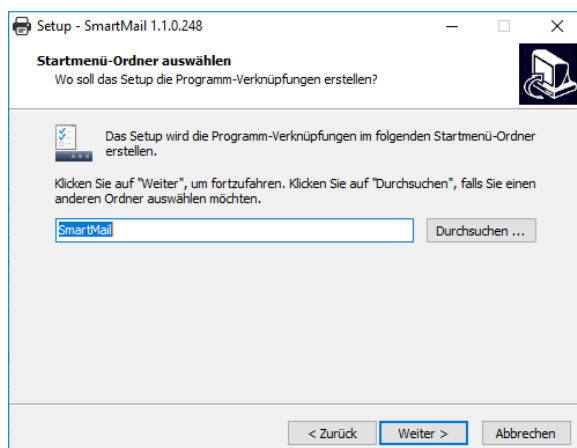 Setup - SmartMail 1.1.0.248
Startmenü-Ordner auswählen
Wo soll das Setup die Programm-Verknüpfungen erstellen?
Das Setup wird die Programm-Verknüpfungen im folgenden Startmenü-Ordner
erstellen.
Klicken Sie auf "Weiter", um fortzufahren. Klicken Sie auf "Durchsuchen", falls Sie einen
anderen Ordner auswählen möchten.
SmartMail
Durchsuchen ...
< Zurück
Weiter >
Abbrechen